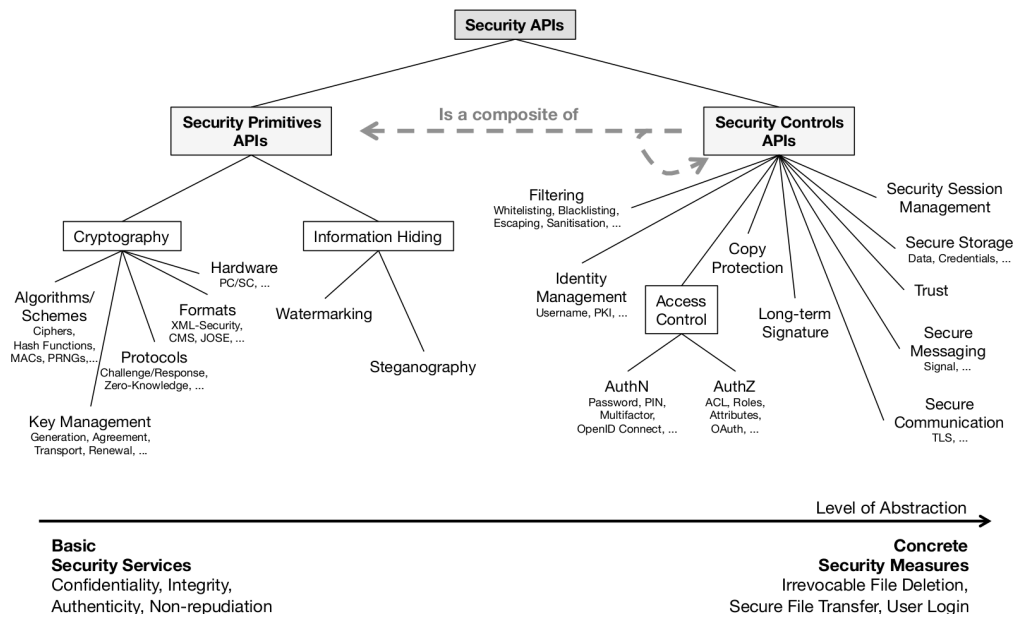 Security APIs
Security Primitives
APIs
Is a composite of
Security Controls
APIs
Cryptography
Information Hiding
Algorithms/
Schemes
Ciphers,
Hash Functions,
MACs, PRNGs,...
Hardware
PC/SC, ...
Formats
XML-Security,
CMS, JOSE, ...
Protocols
Challenge/Response,
Zero-Knowledge, ...
Key Management
Generation, Agreement,
Transport, Renewal, ...
Watermarking
Steganography
Filtering
Whitelisting, Blacklisting,
Escaping, Sanitisation, ...
Identity
Management
Username, PKI, ...
Access
Control
AuthN
Password, PIN,
Multifactor,
OpenID Connect, ...
AuthZ
ACL, Roles,
Attributes,
OAuth, ...
Copy
Protection
Long-term
Signature
Security Session
Management
Secure Storage
Data, Credentials, ...
Trust
Secure
Messaging
Signal, ...
Secure
Communication
TLS, ...
Level of Abstraction
Basic
Security Services
Confidentiality, Integrity,
Authenticity, Non-repudiation
Concrete
Security Measures
Irrevocable File Deletion,
Secure File Transfer, User Login